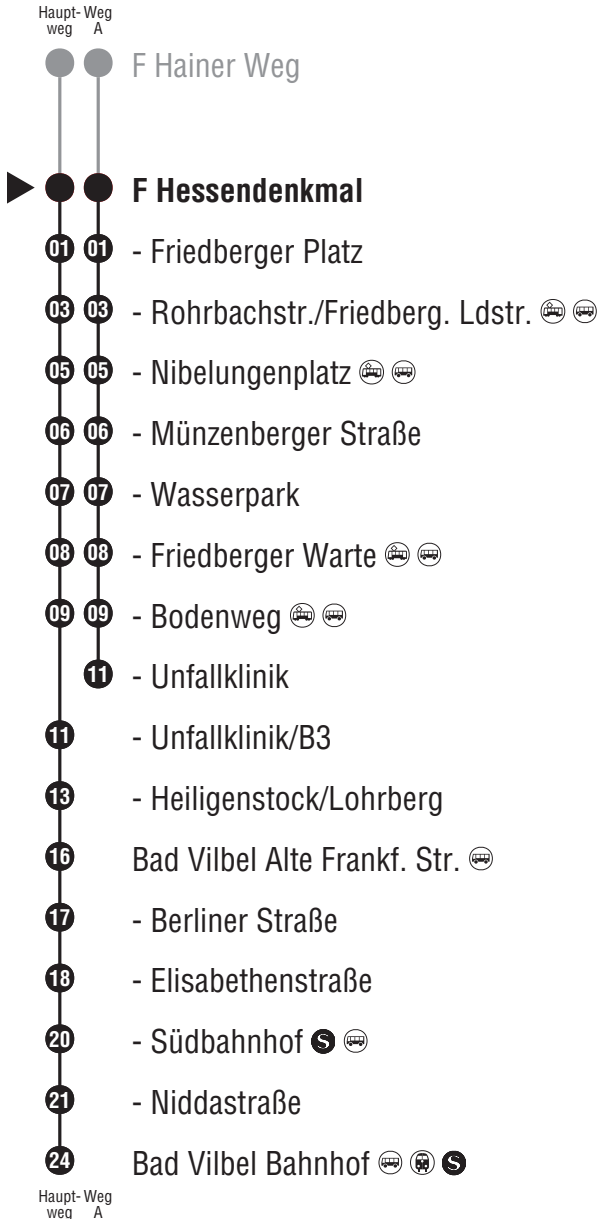 Haupt- Weg
weg A
F Hainer Weg
F Hessendenkmal
01 01 - Friedberger Platz
03 03 - Rohrbachstr./Friedberg. Ldstr.
05 05 - Nibelungenplatz
06 06 - Münzenberger Straße
07 07 - Wasserpark
08 08 - Friedberger Warte
09 09 - Bodenweg
11 - Unfallklinik
11 - Unfallklinik/B3
13 - Heiligenstock/Lohrberg
16 Bad Vilbel Alte Frankf. Str.
17 - Berliner Straße
18 - Elisabethenstraße
20 - Südbahnhof S
21 - Niddastraße
24 Bad Vilbel Bahnhof S
Haupt- Weg
weg A